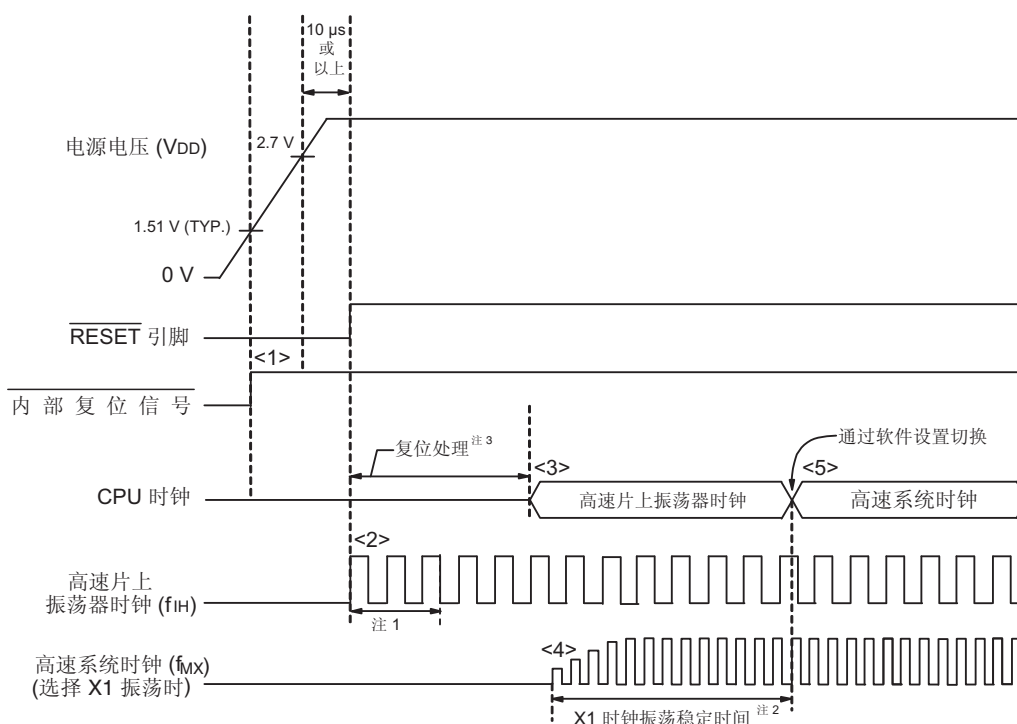 10 µs
或
以上
电源电压 (VDD)
2.7 V
1.51 V (TYP.)
0 V
RESET 引脚
<1>
内部复位信号
复位处理 注 3
通过软件设置切换
<3>
<5>
CPU 时钟
高速片上振荡器时钟
高速系统时钟
<2>
高速片上
振荡器时钟 (fIH)
注 1
<4>
高速系统时钟 (fMX)
(选择 X1 振荡时)
X1 时钟振荡稳定时间 注 2